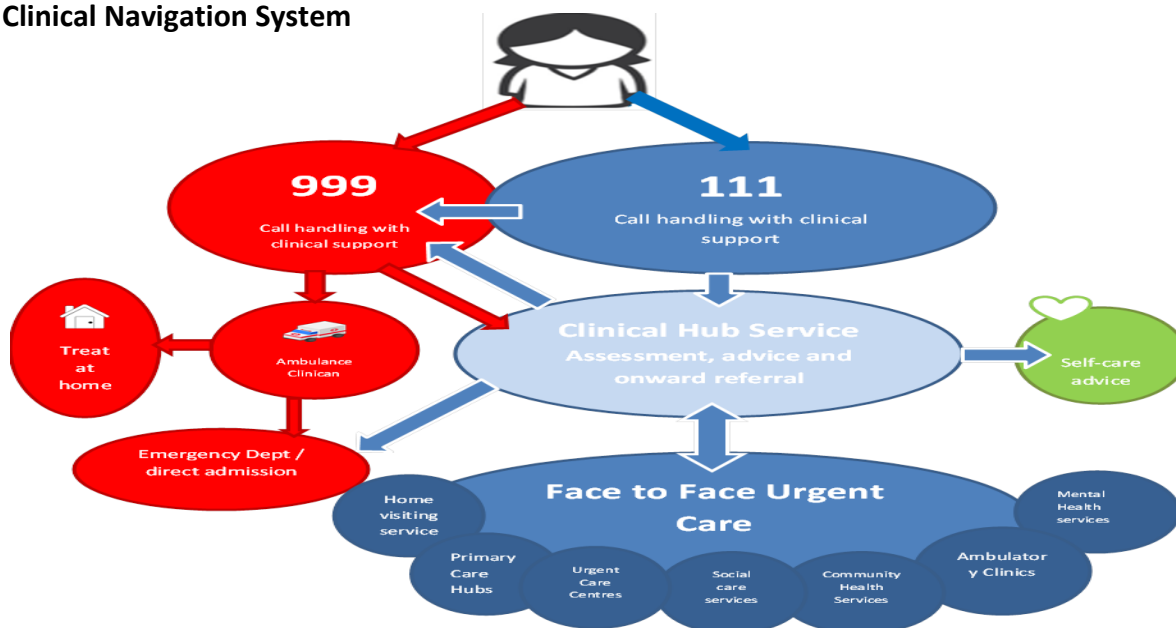 Clinical Navigation System
999
Call handling with
clinical support
111
Call handling with clinical
support
Treat
at
home
Ambulance
Clinican
Clinical Hub Service
Assessment, advice and
onward referral
Self-care
advice
Emergency Dept /
direct admission
Face to Face Urgent
Care
Home
visiting
service
Primary
Care
Hubs
Urgent
Care
Centres
Social
care
services
Community
Health
Services
Ambulator
y Clinics
Mental
Health
services